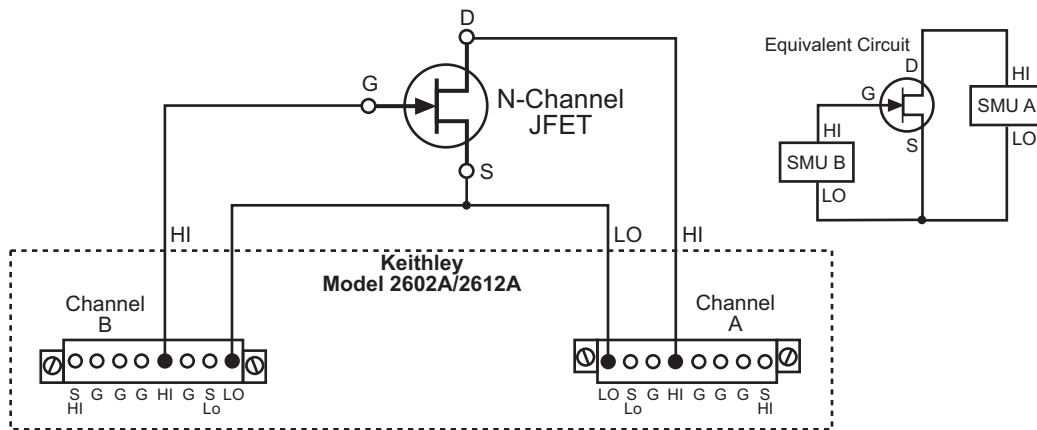 D
G
N-Channel
JFET
S
HI
LO
HI
Keithley
Model 2602A/2612A
Channel
B
S
HI
G
G
G
HI
G
S
Lo
LO
Channel
A
LO
S
Lo
G
HI
G
G
G
S
HI
Equivalent Circuit
D
G
S
HI
SMU A
LO
HI
SMU B
LO